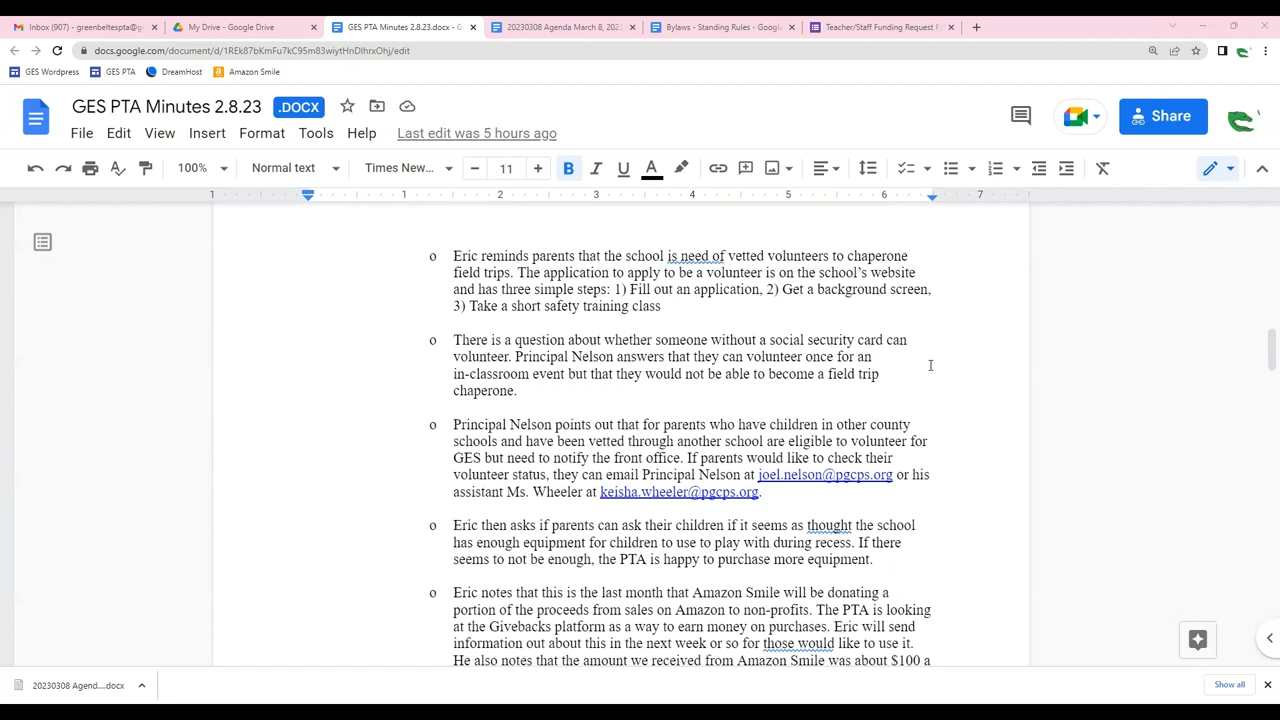 Inbox (907) - greenbeltespta@g
My Drive - Google Drive
GES PTA Minutes 2.8.23.docx - G
20230308 Agenda March 8, 2023
Bylaws - Standing Rules - Google
Teacher/Staff Funding Request F
docs.google.com/document/d/1REk87bKmFu7kC95m83wiytHnDIhrxOhj/edit
GES Wordpress
GES PTA
DreamHost
Amazon Smile
GES PTA Minutes 2.8.23
.DOCX
File Edit View Insert Format Tools Help Last edit was 5 hours ago
Share
100% Normal text Times New... 11
1 1 2 3 4 5 6 7
o Eric reminds parents that the school is need of vetted volunteers to chaperone
field trips. The application to apply to be a volunteer is on the school’s website
and has three simple steps: 1) Fill out an application, 2) Get a background screen,
3) Take a short safety training class
o There is a question about whether someone without a social security card can
volunteer. Principal Nelson answers that they can volunteer once for an
in-classroom event but that they would not be able to become a field trip
chaperone.
o Principal Nelson points out that for parents who have children in other county
schools and have been vetted through another school are eligible to volunteer for
GES but need to notify the front office. If parents would like to check their
volunteer status, they can email Principal Nelson at joel.nelson@pgcps.org or his
assistant Ms. Wheeler at keisha.wheeler@pgcps.org.
o Eric then asks if parents can ask their children if it seems as thought the school
has enough equipment for children to use to play with during recess. If there
seems to not be enough, the PTA is happy to purchase more equipment.
o Eric notes that this is the last month that Amazon Smile will be donating a
portion of the proceeds from sales on Amazon to non-profits. The PTA is looking
at the Givebacks platform as a way to earn money on purchases. Eric will send
information out about this in the next week or so for those would like to use it.
He also notes that the amount we received from Amazon Smile was about $100 a
20230308 Agend....docx
Show all